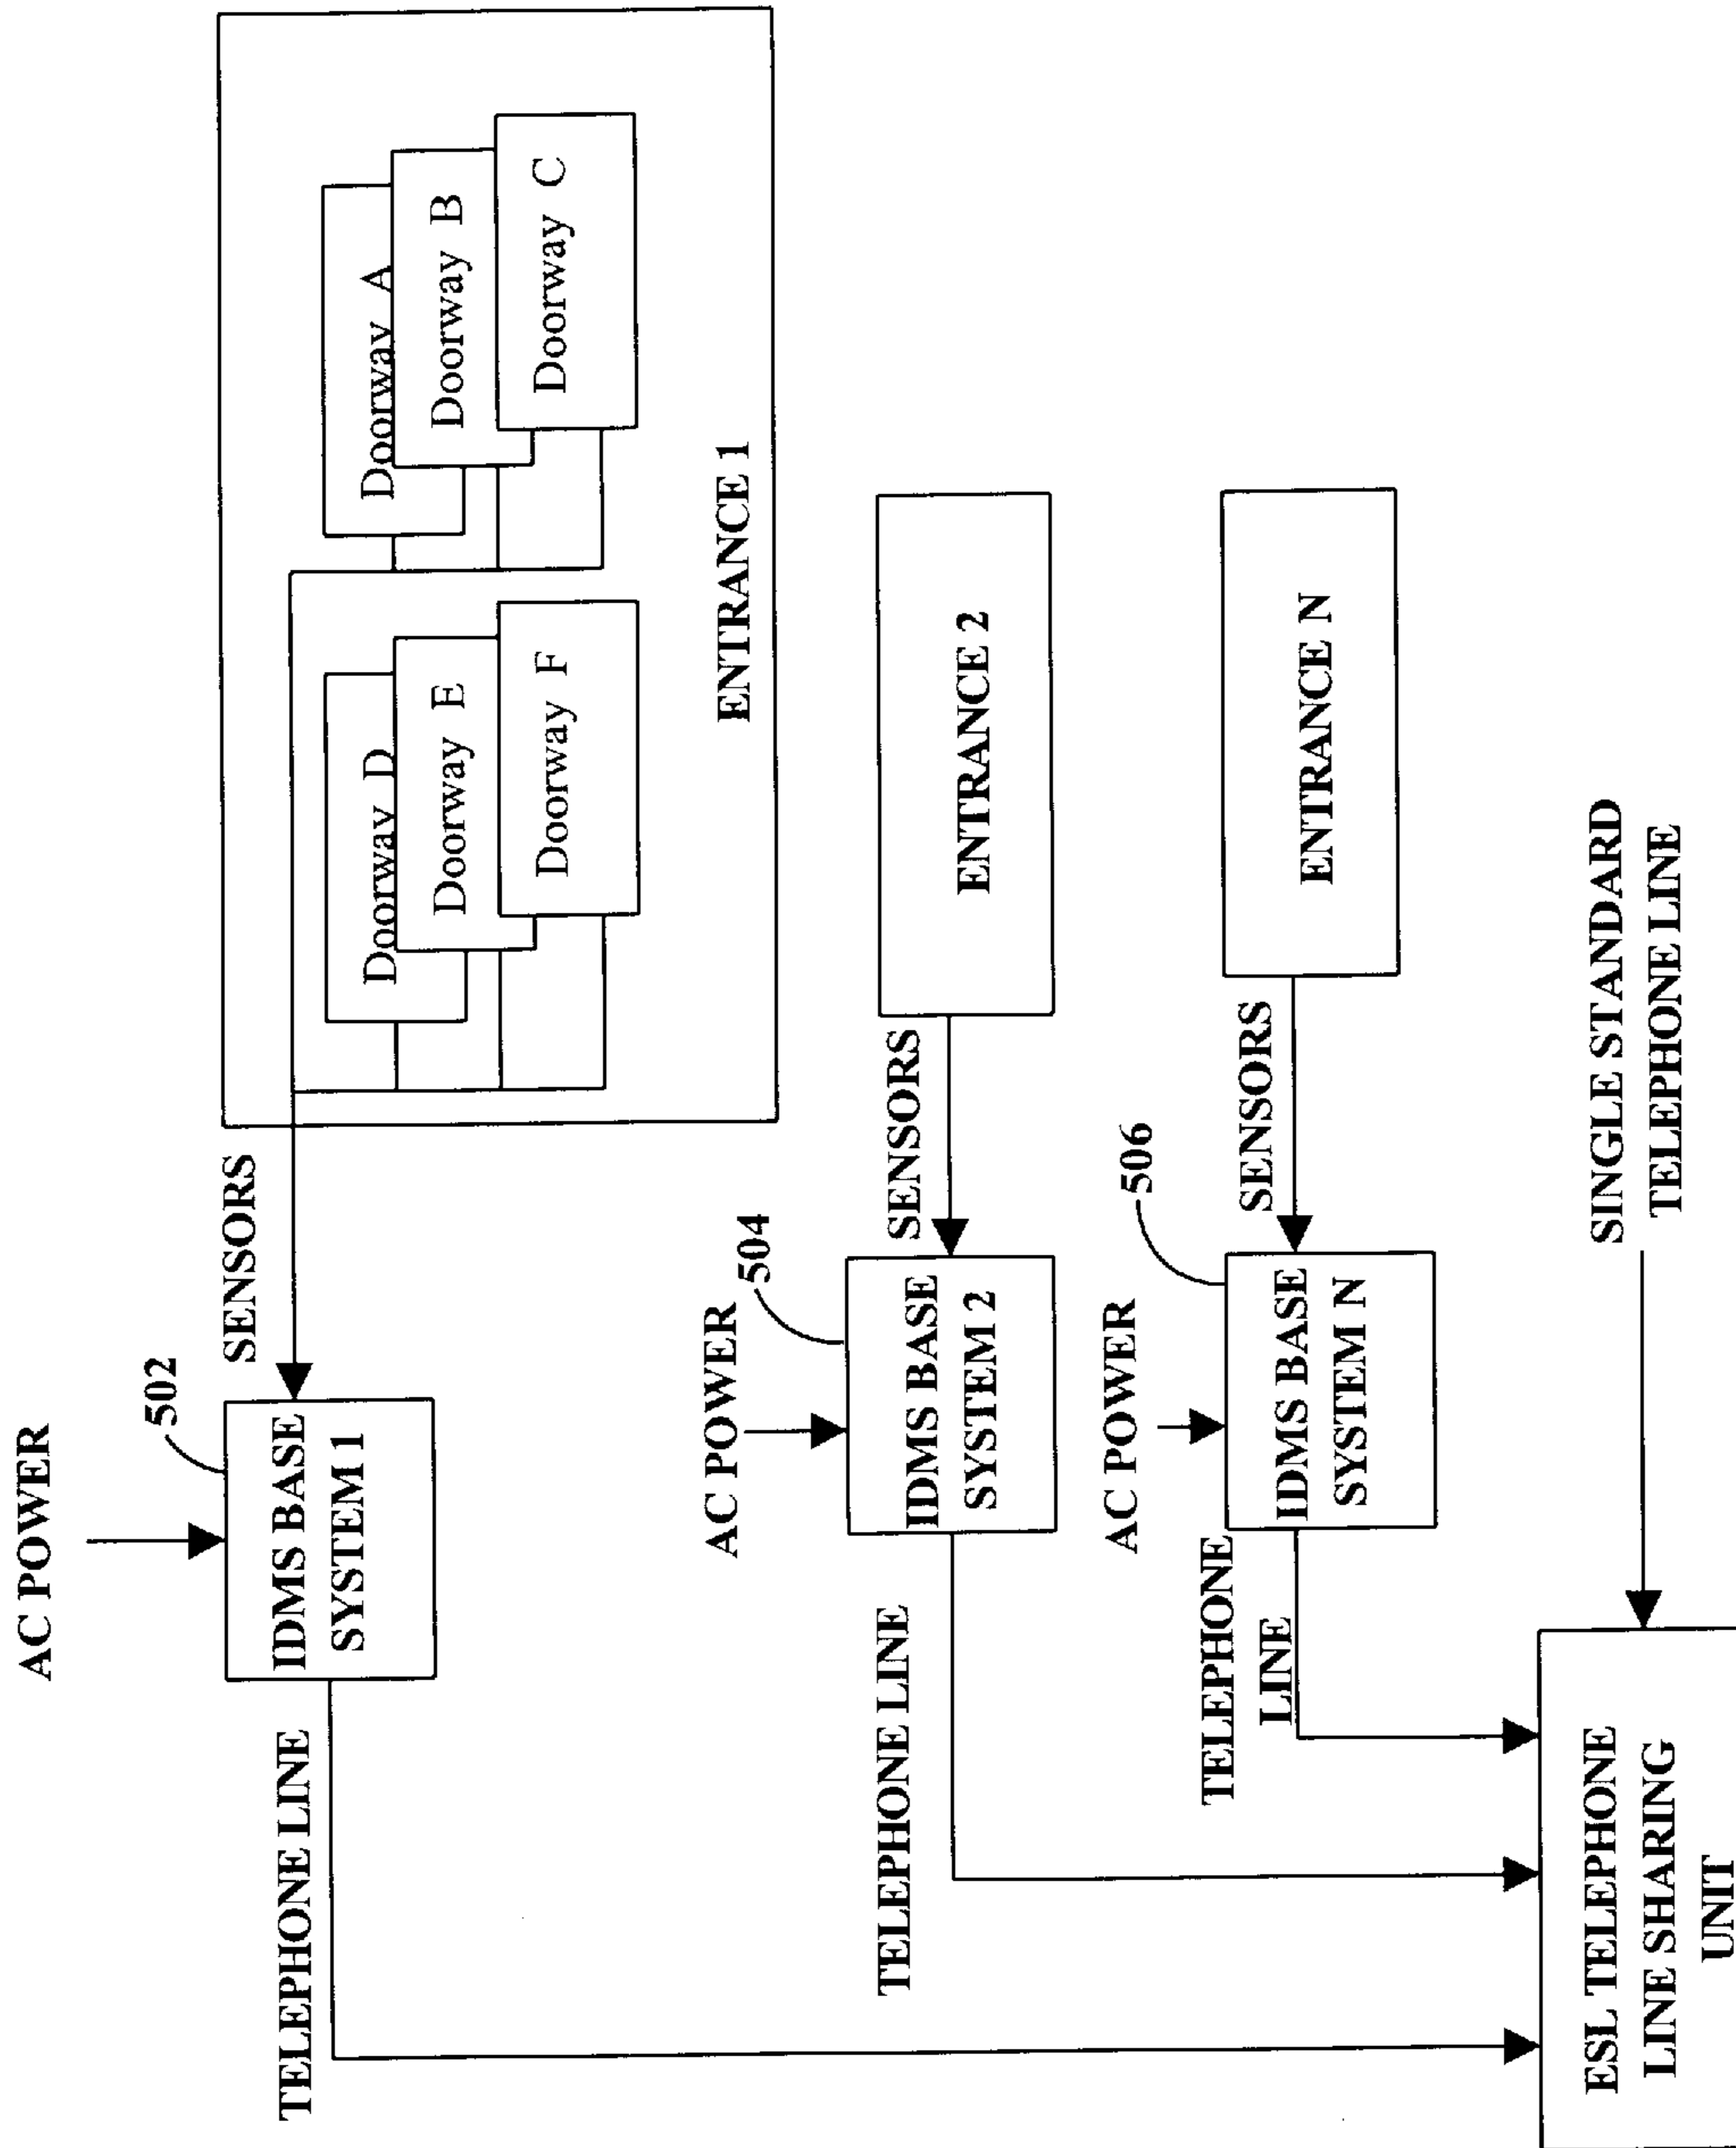 AC POWER
502
IDMS BASE
SYSTEM 1
SENSORS
Doorway A
Doorway B
Doorway C
Doorway D
Doorway E
Doorway F
ENTRANCE 1
TELEPHONE LINE
AC POWER
504
IDMS BASE
SYSTEM 2
SENSORS
ENTRANCE 2
TELEPHONE LINE
AC POWER
506
IDMS BASE
SYSTEM N
SENSORS
ENTRANCE N
TELEPHONE
LINE
SINGLE STANDARD
TELEPHONE LINE
ESL TELEPHONE
LINE SHARING
UNIT